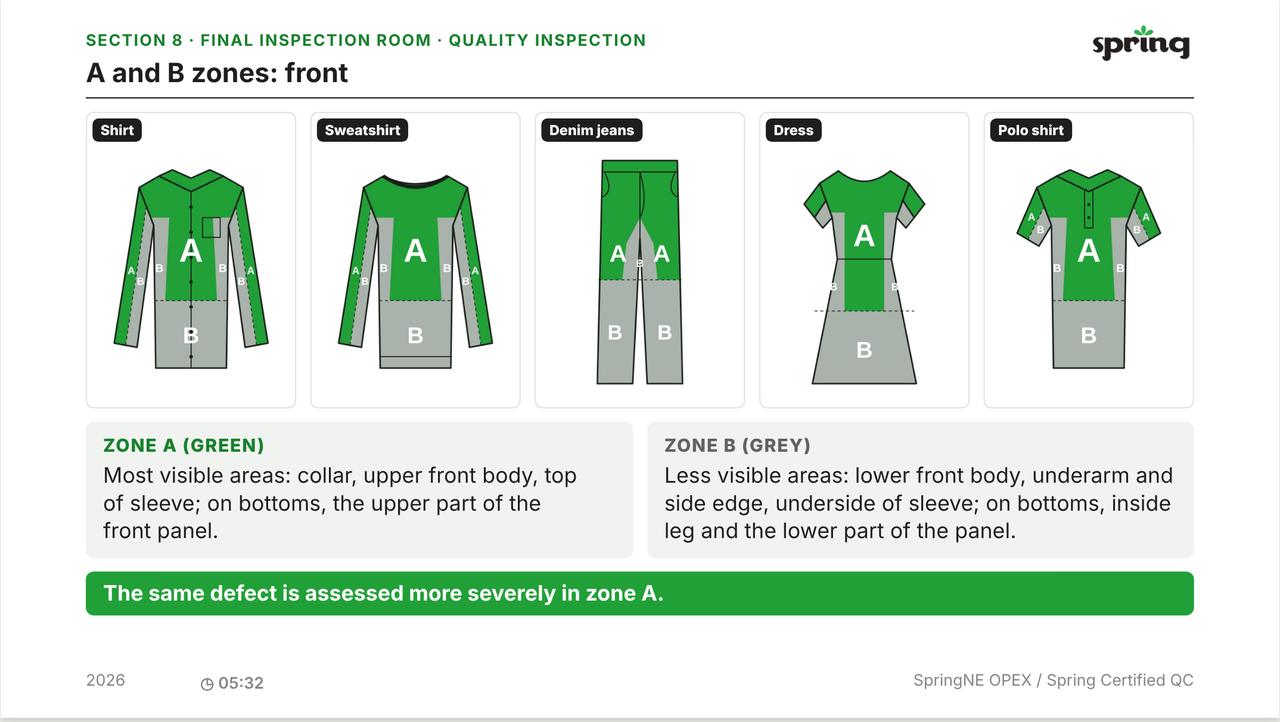 SECTION 8 · FINAL INSPECTION ROOM · QUALITY INSPECTION
spring
A and B zones: front
Shirt
Sweatshirt
Denim jeans
Dress
Polo shirt
A
B
B
A
B
A
B
B
A
B
B
A
B
A
B
B
A
A
B
B
B
A
B
B
B
A
B
B
A
B
A
B
B
ZONE A (GREEN)
Most visible areas: collar, upper front body, top
of sleeve; on bottoms, the upper part of the
front panel.
ZONE B (GREY)
Less visible areas: lower front body, underarm and
side edge, underside of sleeve; on bottoms, inside
leg and the lower part of the panel.
The same defect is assessed more severely in zone A.
2026
05:32
SpringNE OPEX / Spring Certified QC